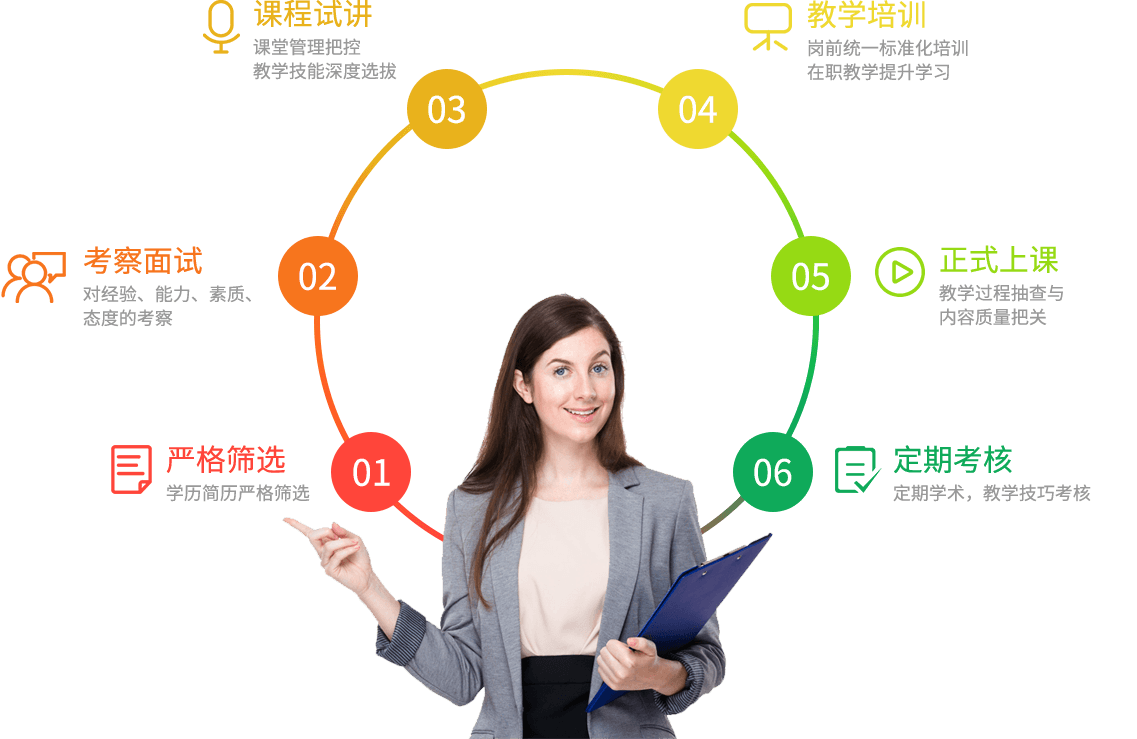 01
严格筛选
学历简历严格筛选
02
考察面试
对经验、能力、素质、
态度的考察
03
课程试讲
课堂管理把控
教学技能深度选拔
04
教学培训
岗前统一标准化培训
在职教学提升学习
05
正式上课
教学过程抽查与
内容质量把关
06
定期考核
定期学术，教学技巧考核